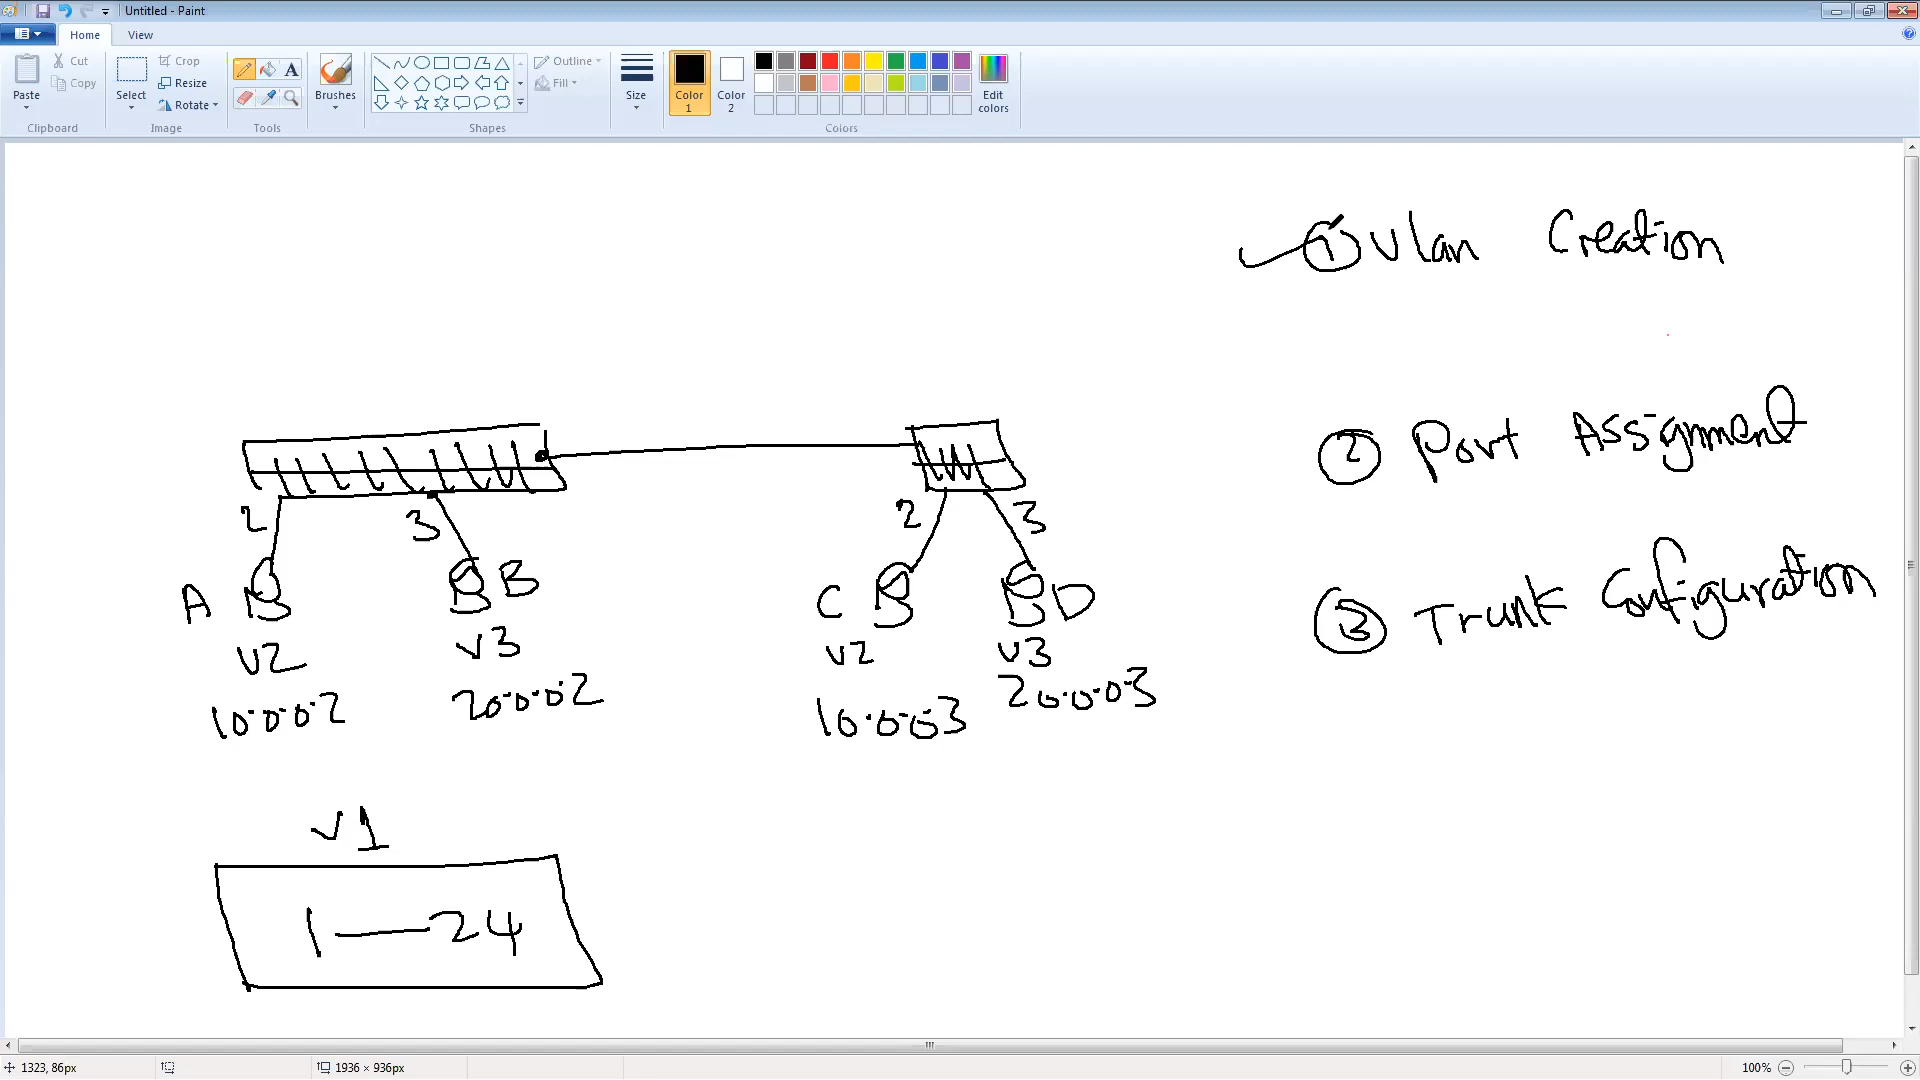 Untitled - Paint
Home View
Paste
Cut
Copy
Clipboard
Select
Crop
Resize
Rotate
Image
A
Tools
Brushes
Shapes
Outline
Fill
Size
Color 1
Color 2
Edit colors
Colors
① Vlan Creation
② Port Assignment
③ Trunk Configuration
2 3 2 3
A B C D
V2 V3 V2 V3
10.0.0.2 20.0.0.2 10.0.0.3 20.0.0.3
V1
1 — 24
1323, 86px
1936 × 936px
100%